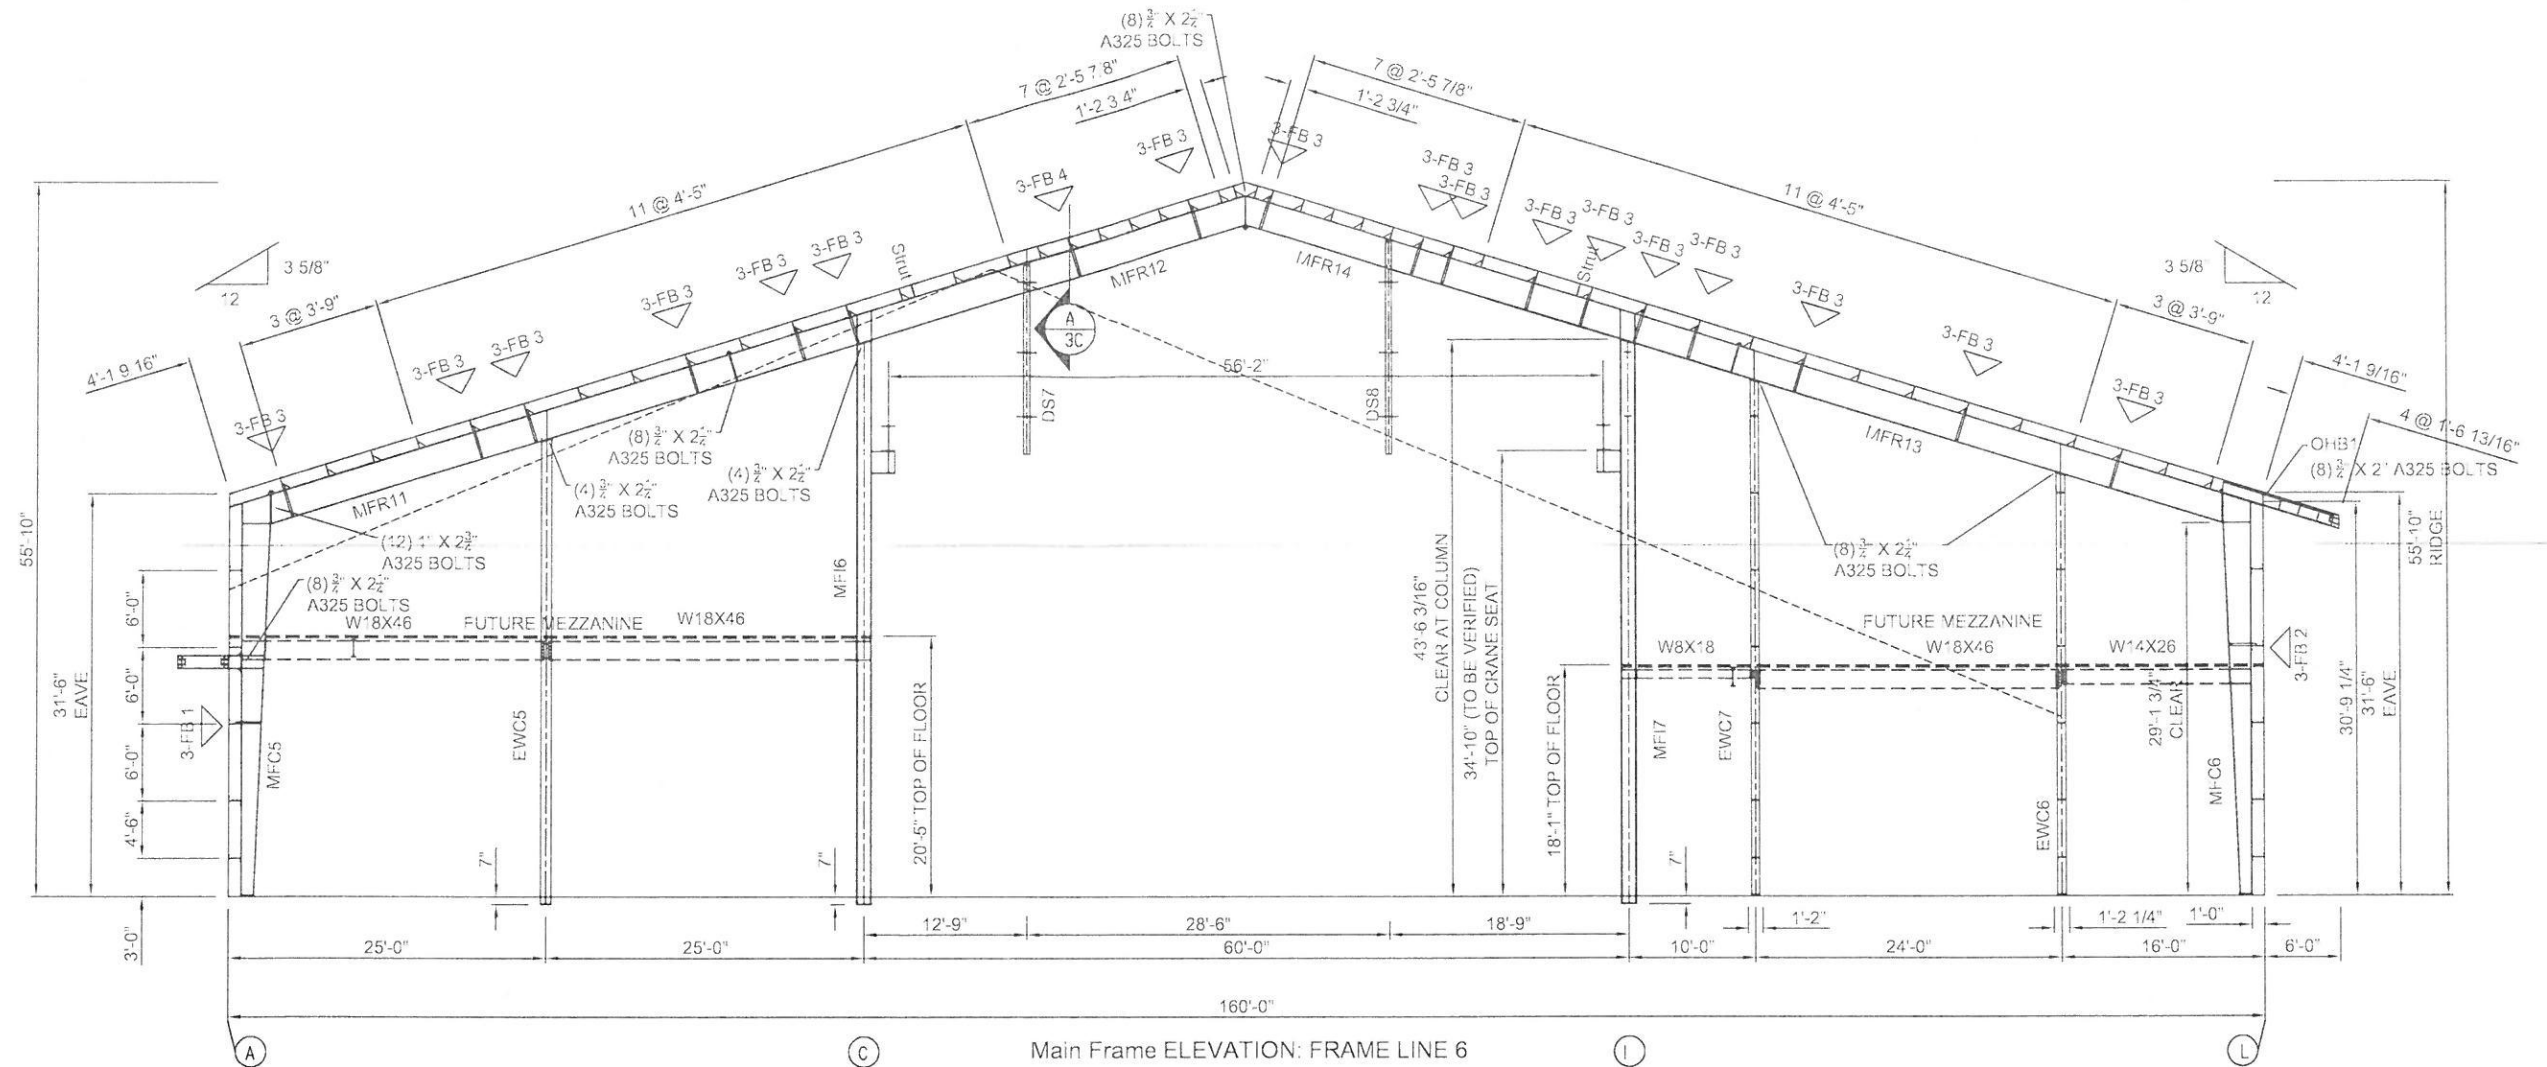 (8) 3/4" X 2 1/4"
A325 BOLTS
7 @ 2'-5 7/8"
1'-2 3 4"
7 @ 2'-5 7/8"
1'-2 3/4"
3-FB 3
3-FB 3
3-FB 4
3-FB 3
3-FB 3
11 @ 4'-5"
11 @ 4'-5"
3-FB 3
3-FB 3
3-FB 3
3-FB 3
3-FB 3
3-FB 3
Strut
Strut
3 5/8"
12
3 5/8"
12
MFR12
MFR14
3 @ 3'-9"
3-FB 3
3-FB 3
3 @ 3'-9"
A
3C
3-FB 3
3-FB 3
3-FB 3
4'-1 9 16"
56'-2"
4'-1 9/16"
3-FB 3
3-FB 3
DS7
DS8
4 @ 1'-6 13/16"
MFR13
OHB1
(8) 3/4" X 2" A325 BOLTS
(8) 3/4" X 2 1/4"
A325 BOLTS
(4) 3/4" X 2 1/4"
A325 BOLTS
(4) 3/4" X 2 1/4"
A325 BOLTS
MFR11
(12) 1" X 2 3/4"
A325 BOLTS
(8) 3/4" X 2 1/4"
A325 BOLTS
(8) 3/4" X 2 1/4"
A325 BOLTS
55'-10"
31'-6"
EAVE
6'-0"
6'-0"
6'-0"
4'-6"
3'-0"
3-FB 1
MFC5
W18X46
FUTURE MEZZANINE
W18X46
EWC5
MFI6
20'-5" TOP OF FLOOR
43'-6 3/16"
CLEAR AT COLUMN
34'-10" (TO BE VERIFIED)
TOP OF CRANE SEAT
18'-1" TOP OF FLOOR
MFI7
EWC7
W8X18
FUTURE MEZZANINE
W18X46
W14X26
EWC6
29'-1 3/4"
CLEAR
MFC6
3-FB 2
30'-9 1/4"
31'-6"
EAVE
55'-10"
RIDGE
7"
7"
7"
12'-9"
28'-6"
18'-9"
1'-2"
1'-2 1/4"
1'-0"
25'-0"
25'-0"
60'-0"
10'-0"
24'-0"
16'-0"
6'-0"
160'-0"
A
C
Main Frame ELEVATION: FRAME LINE 6
I
L